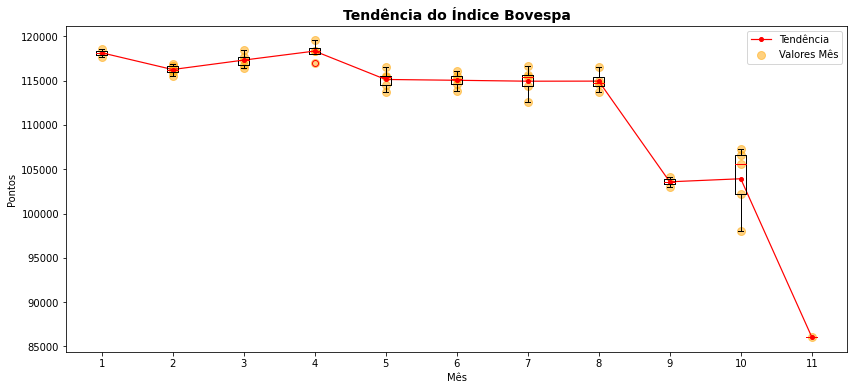 Tendência do Índice Bovespa
Tendência
Valores Mês
120000
115000
110000
105000
100000
95000
90000
85000
Pontos
1 2 3 4 5 6 7 8 9 10 11
Mês